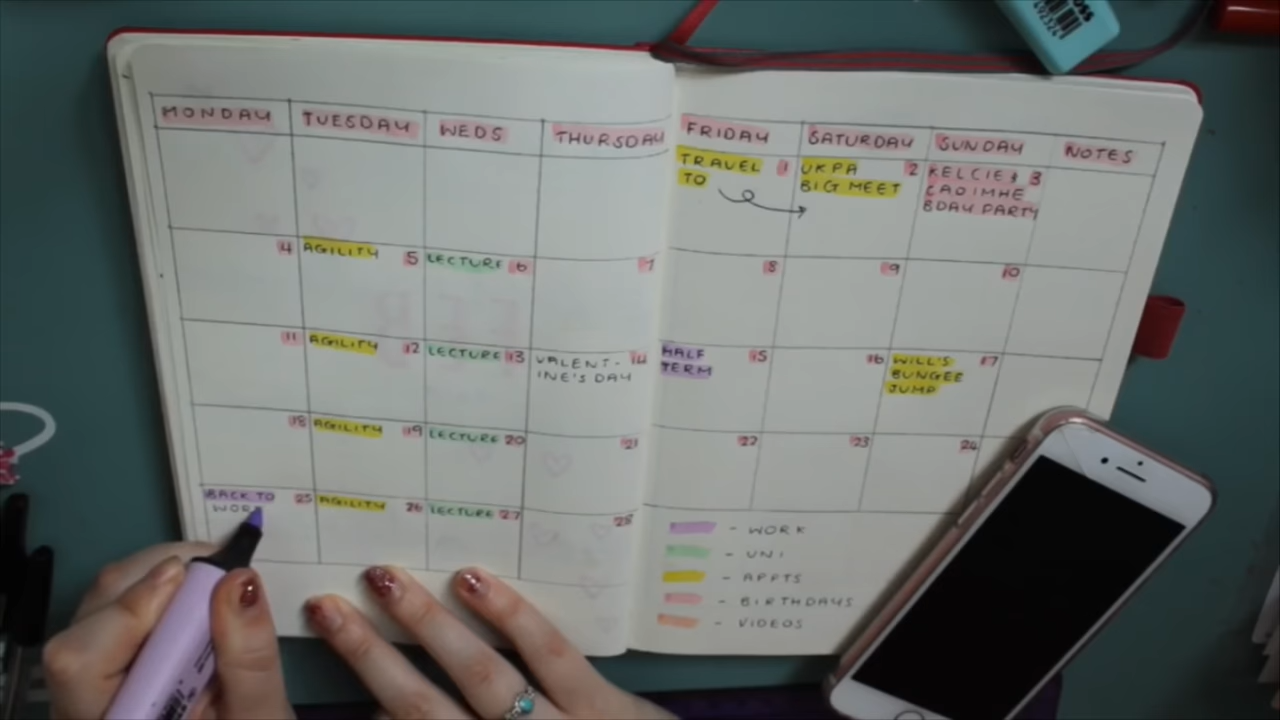 MONDAY TUESDAY WEDS THURSDAY FRIDAY SATURDAY SUNDAY NOTES
TRAVEL 1 UKPA 2 KELCIE & 3
TO BIG MEET CAOIMHE
BDAY PARTY
4 AGILITY 5 LECTURE 6 7 8 9 10
11 AGILITY 12 LECTURE 13 VALENT- 14 HALF 15 16 WILL'S 17
INE'S DAY TERM BUNGEE
JUMP
18 AGILITY 19 LECTURE 20 21 22 23 24
BACK TO 25 AGILITY 26 LECTURE 27 28
WORK
- WORK
- UNI
- APPTS
- BIRTHDAYS
- VIDEOS